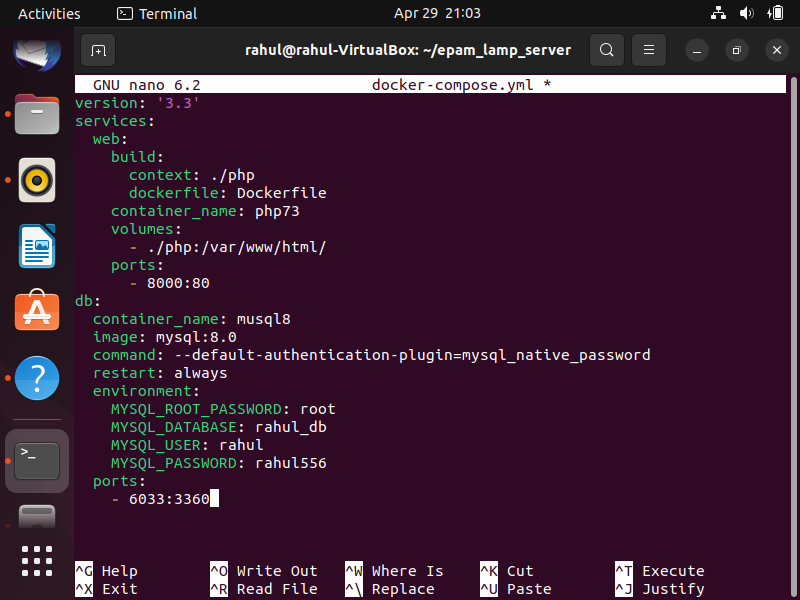 Activities Terminal Apr 29 21:03
rahul@rahul-VirtualBox: ~/epam_lamp_server
GNU nano 6.2 docker-compose.yml *
version: '3.3'
services:
  web:
    build:
      context: ./php
      dockerfile: Dockerfile
    container_name: php73
    volumes:
      - ./php:/var/www/html/
    ports:
      - 8000:80
db:
  container_name: musql8
  image: mysql:8.0
  command: --default-authentication-plugin=mysql_native_password
  restart: always
  environment:
    MYSQL_ROOT_PASSWORD: root
    MYSQL_DATABASE: rahul_db
    MYSQL_USER: rahul
    MYSQL_PASSWORD: rahul556
  ports:
    - 6033:3360
^G Help ^O Write Out ^W Where Is ^K Cut ^T Execute
^X Exit ^R Read File ^\ Replace ^U Paste ^J Justify